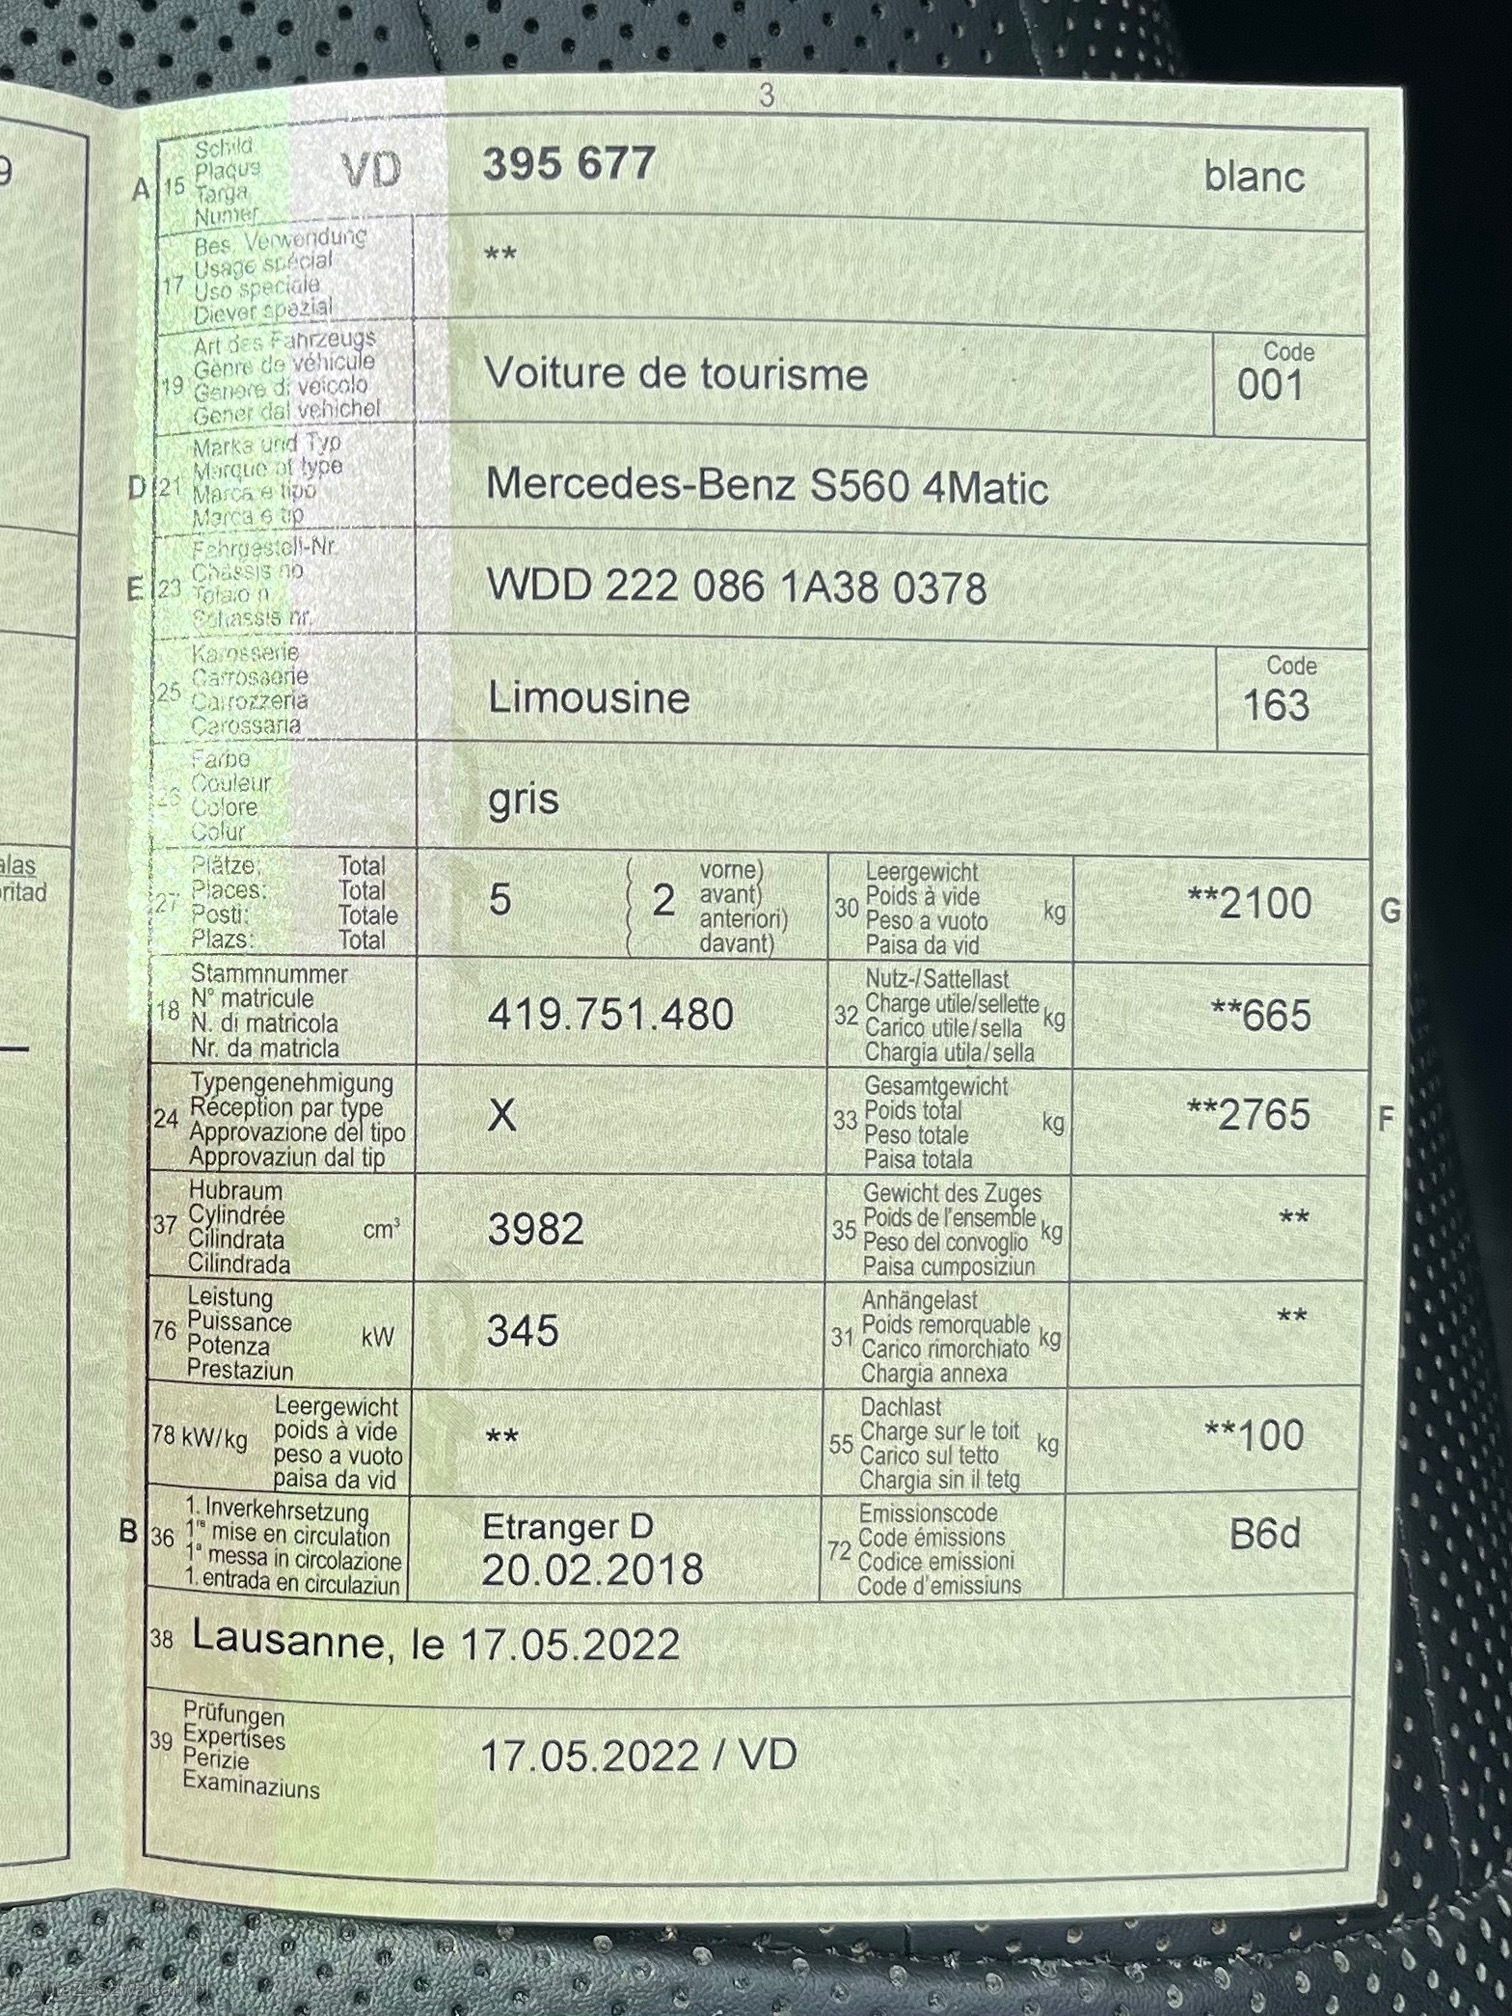 3
9
A 15 Schild
Plaque
Targa
Numer
VD 395 677 blanc
17 Bes. Verwendung
Usage spécial
Uso speciale
Diever spezial
**
19 Art des Fahrzeugs
Genre de véhicule
Genere di veicolo
Gener dal vehichel
Voiture de tourisme
Code
001
D 21 Marke und Typ
Marque et type
Marca e tipo
Marca e tip
Mercedes-Benz S560 4Matic
E 23 Fahrgestell-Nr.
Châssis no
Telaio n.
Schassis nr.
WDD 222 086 1A38 0378
25 Karosserie
Carrosserie
Carrozzeria
Carossaria
Limousine
Code
163
26 Farbe
Couleur
Colore
Colur
gris
alas
oritad
27 Plätze: Total
Places: Total
Posti: Totale
Plazs: Total
5 ( 2 vorne)
avant)
anteriori)
davant)
30 Leergewicht
Poids à vide
Peso a vuoto
Paisa da vid
kg **2100 G
18 Stammnummer
N° matricule
N. di matricola
Nr. da matricla
419.751.480
32 Nutz-/Sattellast
Charge utile/sellette
Carico utile/sella
Chargia utila/sella
kg **665
24 Typengenehmigung
Réception par type
Approvazione del tipo
Approvaziun dal tip
X
33 Gesamtgewicht
Poids total
Peso totale
Paisa totala
kg **2765 F
37 Hubraum
Cylindrée
Cilindrata
Cilindrada
cm³ 3982
35 Gewicht des Zuges
Poids de l'ensemble
Peso del convoglio
Paisa cumposiziun
kg **
76 Leistung
Puissance
Potenza
Prestaziun
kW 345
31 Anhängelast
Poids remorquable
Carico rimorchiato
Chargia annexa
kg **
78 kW/kg Leergewicht
poids à vide
peso a vuoto
paisa da vid
**
55 Dachlast
Charge sur le toit
Carico sul tetto
Chargia sin il tetg
kg **100
B 36 1. Inverkehrsetzung
1re mise en circulation
1a messa in circolazione
1. entrada en circulaziun
Etranger D
20.02.2018
72 Emissionscode
Code émissions
Codice emissioni
Code d'emissiuns
B6d
38 Lausanne, le 17.05.2022
39 Prüfungen
Expertises
Perizie
Examinaziuns
17.05.2022 / VD